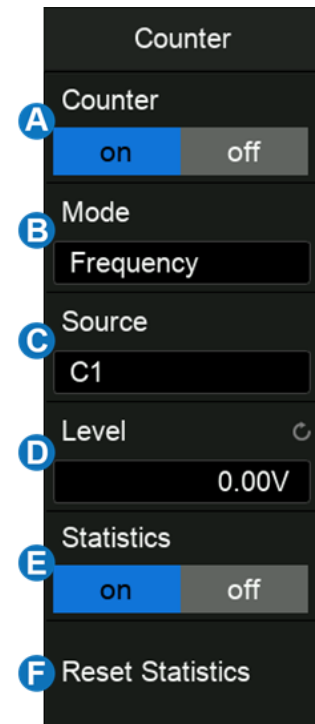 Counter
A
Counter
on off
B
Mode
Frequency
C
Source
C1
D
Level
0.00V
E
Statistics
on off
F
Reset Statistics